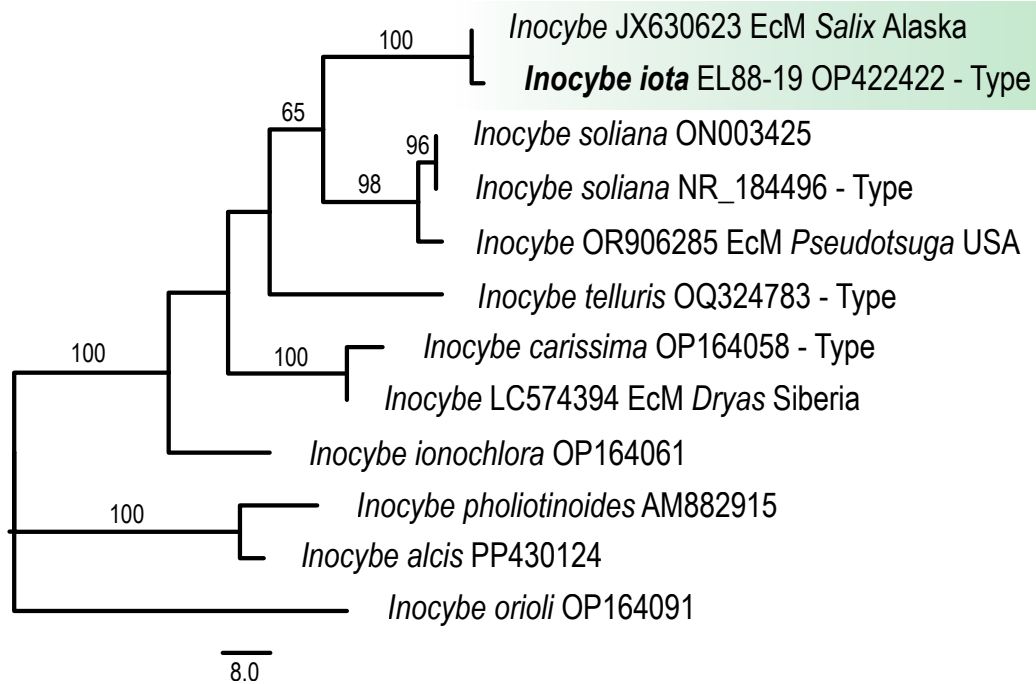 Inocybe JX630623 EcM Salix Alaska
100
Inocybe iota EL88-19 OP422422 - Type
65
Inocybe soliana ON003425
96
98
Inocybe soliana NR_184496 - Type
Inocybe OR906285 EcM Pseudotsuga USA
Inocybe telluris OQ324783 - Type
100
100
Inocybe carissima OP164058 - Type
Inocybe LC574394 EcM Dryas Siberia
Inocybe ionochlora OP164061
Inocybe pholiotinoides AM882915
100
Inocybe alcis PP430124
Inocybe orioli OP164091
8.0